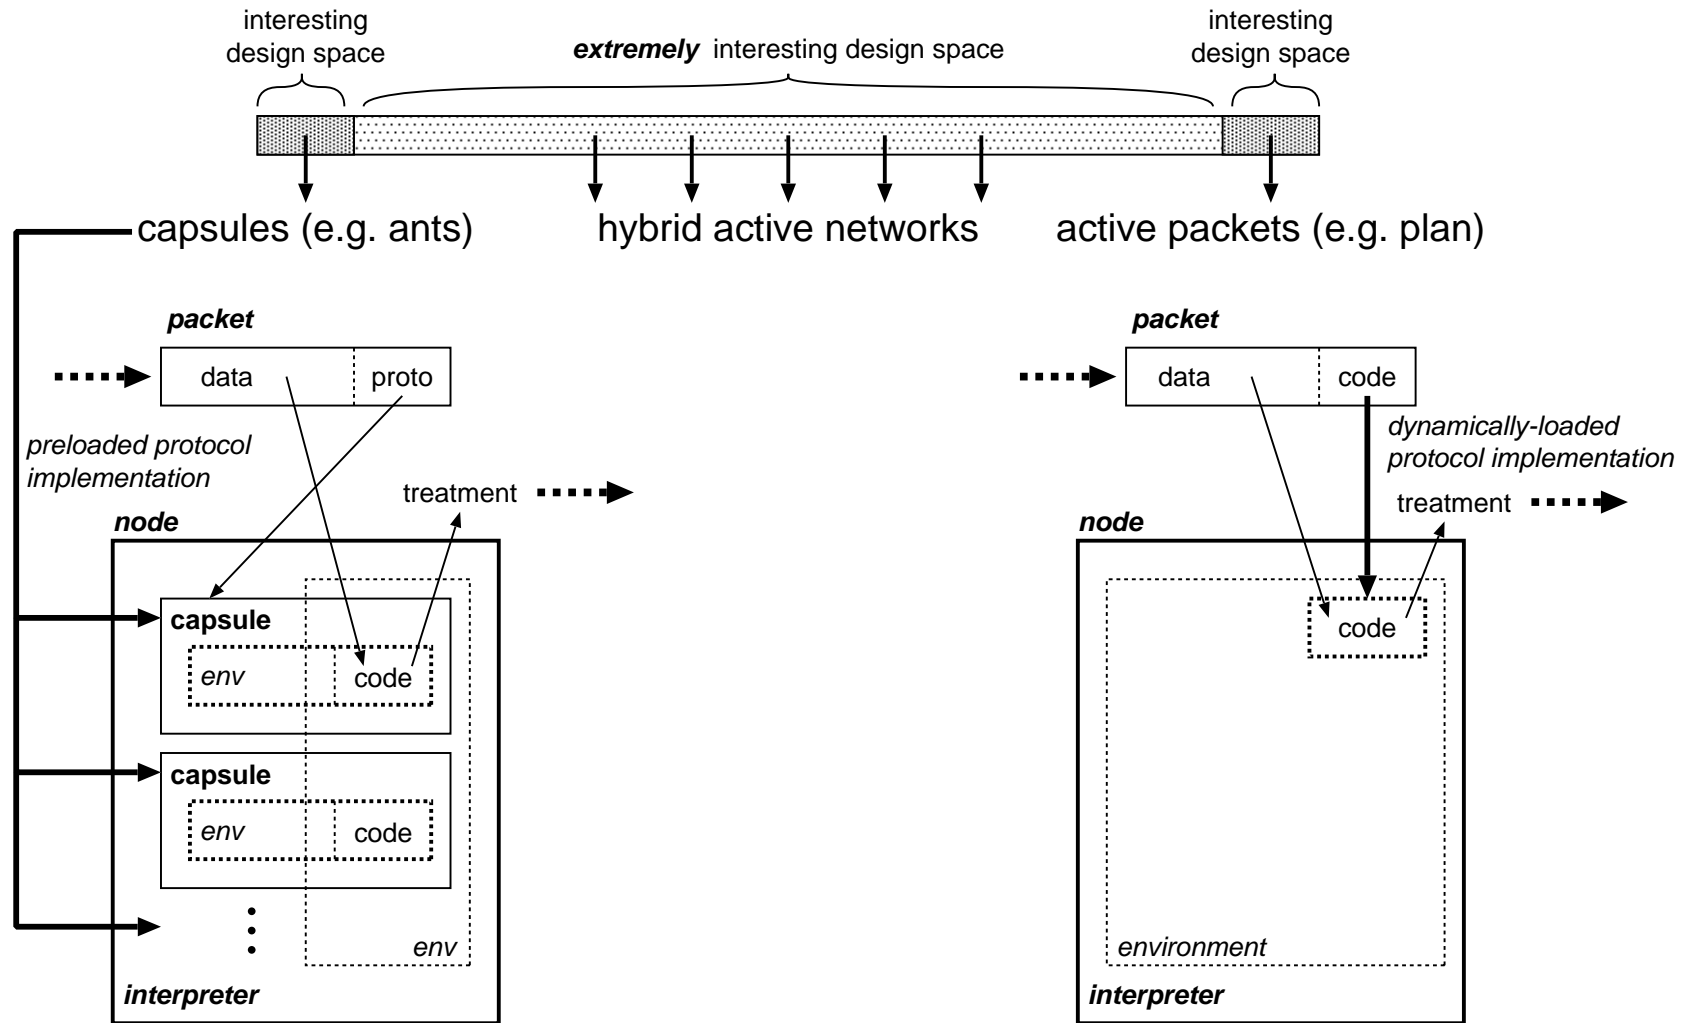 interesting
design space
extremely interesting design space
interesting
design space
capsules (e.g. ants)
hybrid active networks
active packets (e.g. plan)
packet
data
proto
preloaded protocol
implementation
treatment
node
capsule
env
code
capsule
env
code
env
interpreter
packet
data
code
dynamically-loaded
protocol implementation
treatment
node
code
environment
interpreter